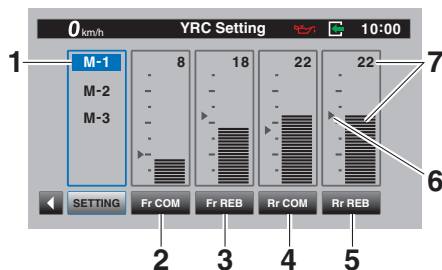 0 km/h YRC Setting 10:00
1 M-1 8 18 22 22 7
M-2
M-3
6
SETTING Fr COM Fr REB Rr COM Rr REB
2 3 4 5